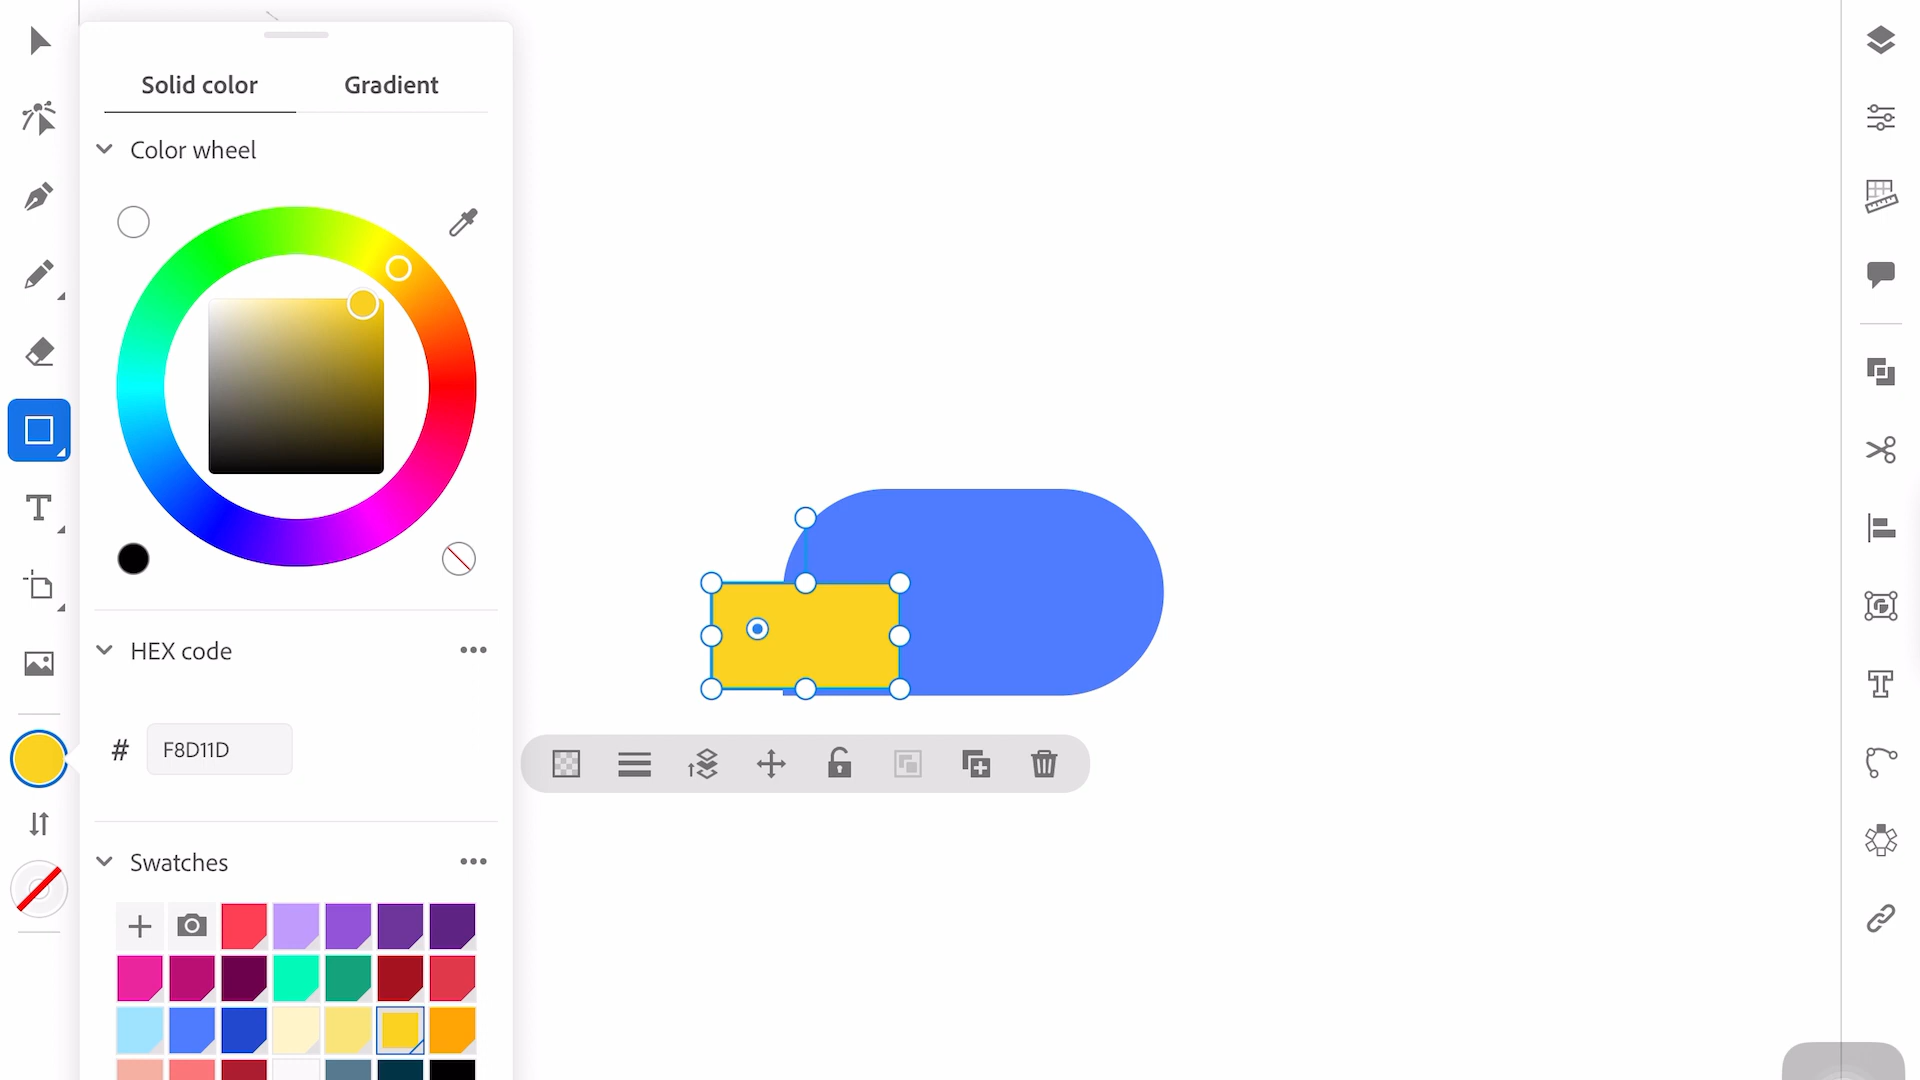 Solid color
Gradient
Color wheel
HEX code
# F8D11D
Swatches